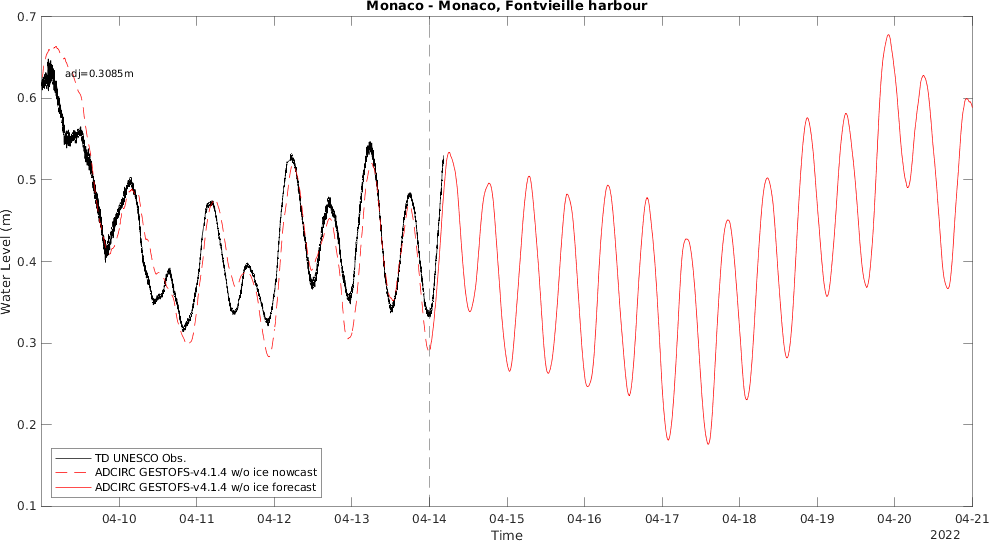 Monaco - Monaco, Fontvieille harbour
0.7
0.6
0.5
0.4
0.3
0.2
0.1
Water Level (m)
adj=0.3085m
TD UNESCO Obs.
ADCIRC GESTOFS-v4.1.4 w/o ice nowcast
ADCIRC GESTOFS-v4.1.4 w/o ice forecast
04-10 04-11 04-12 04-13 04-14 04-15 04-16 04-17 04-18 04-19 04-20 04-21
Time
2022